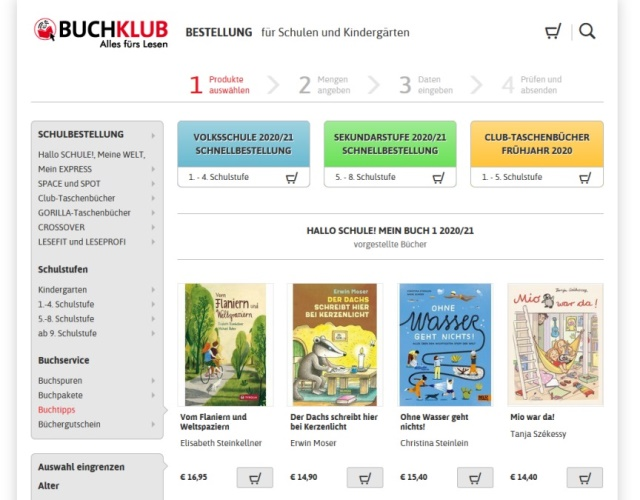 BUCHKLUB
Alles fürs Lesen
BESTELLUNG für Schulen und Kindergärten
1 Produkte auswählen
2 Mengen angeben
3 Daten eingeben
4 Prüfen und absenden
SCHULBESTELLUNG
Hallo SCHULE!, Meine WELT,
Mein EXPRESS
SPACE und SPOT
Club-Taschenbücher
GORILLA-Taschenbücher
CROSSOVER
LESEFIT und LESEPROFI
Schulstufen
Kindergarten
1.-4. Schulstufe
5.-8. Schulstufe
ab 9. Schulstufe
Buchservice
Buchspuren
Buchpakete
Buchtipps
Büchergutschein
Auswahl eingrenzen
Alter
VOLKSSCHULE 2020/21
SCHNELLBESTELLUNG
1. - 4. Schulstufe
SEKUNDARSTUFE 2020/21
SCHNELLBESTELLUNG
5. - 8. Schulstufe
CLUB-TASCHENBÜCHER
FRÜHJAHR 2020
1. - 5. Schulstufe
HALLO SCHULE! MEIN BUCH 1 2020/21
vorgestellte Bücher
Vom
Flaniern und
Weltspaziern
Erwin Moser
DER DACHS
SCHREIBT HIER
BEI KERZENLICHT
OHNE
Wasser
GEHT NICHTS!
Tanja Székessy
Mio war da!
Vom Flaniern und
Weltspaziern
Elisabeth Steinkellner
€ 16,95
Der Dachs schreibt hier
bei Kerzenlicht
Erwin Moser
€ 14,90
Ohne Wasser geht
nichts!
Christina Steinlein
€ 15,40
Mio war da!
Tanja Székessy
€ 14,40